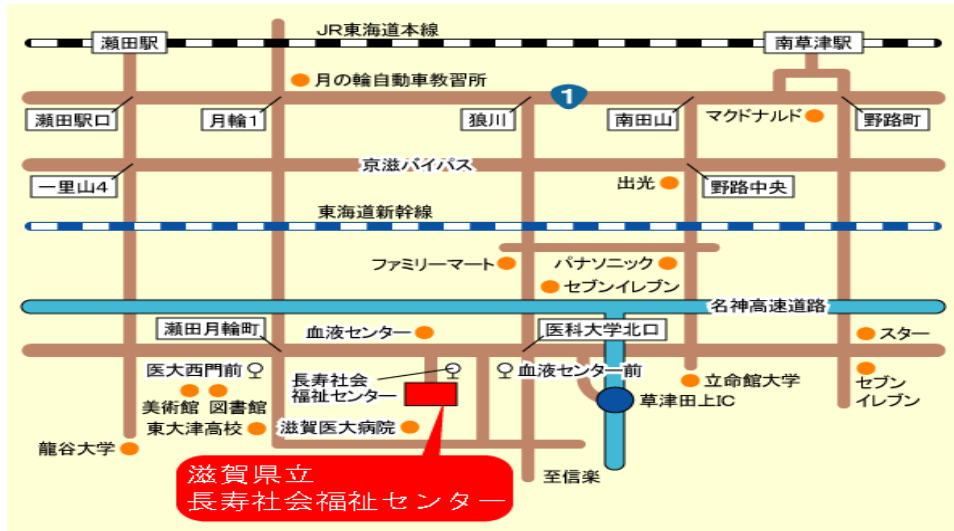 JR東海道本線
瀬田駅
南草津駅
月の輪自動車教習所
1
瀬田駅口
月輪1
狼川
南田山
マクドナルド
野路町
京滋バイパス
一里山4
出光
野路中央
東海道新幹線
ファミリーマート
パナソニック
セブンイレブン
名神高速道路
瀬田月輪町
血液センター
医科大学北口
スター
医大西門前
長寿社会
福祉センター
血液センター前
立命館大学
セブン
イレブン
美術館
図書館
草津田上IC
東大津高校
滋賀医大病院
龍谷大学
至信楽
滋賀県立
長寿社会福祉センター